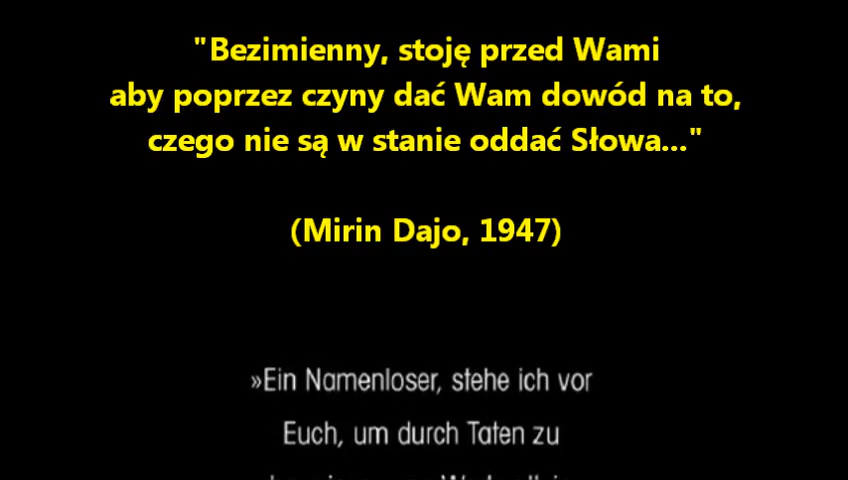 "Bezimienny, stoję przed Wami
aby poprzez czyny dać Wam dowód na to,
czego nie są w stanie oddać Słowa..."
(Mirin Dajo, 1947)
»Ein Namenloser, stehe ich vor
Euch, um durch Taten zu